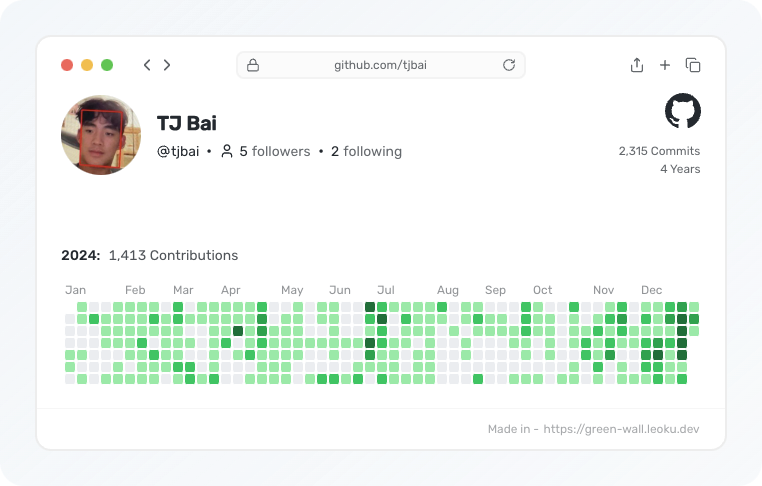 github.com/tjbai
TJ Bai
@tjbai • 5 followers • 2 following
2,315 Commits
4 Years
2024: 1,413 Contributions
Jan Feb Mar Apr May Jun Jul Aug Sep Oct Nov Dec
Made in - https://green-wall.leoku.dev